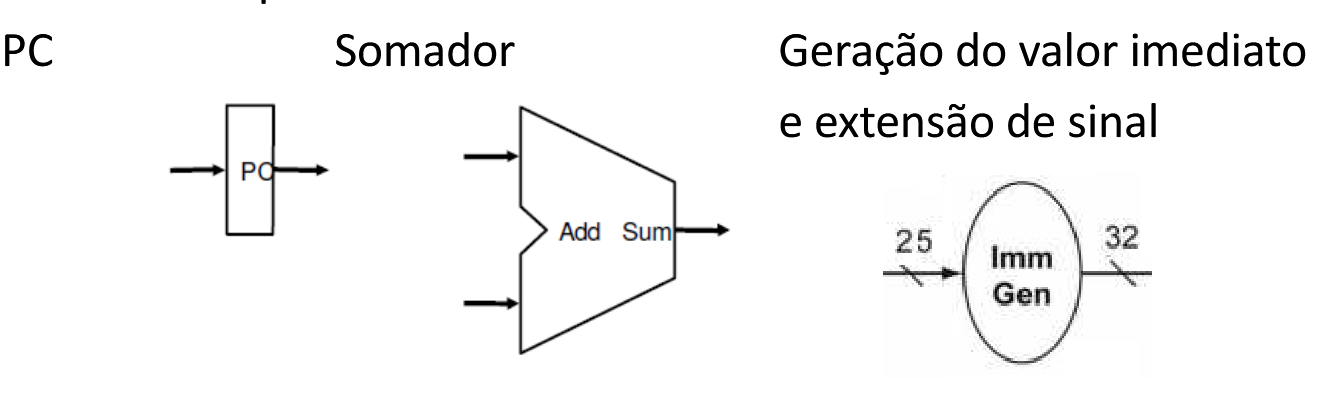 PC
Somador
Geração do valor imediato
e extensão de sinal
PC
Add Sum
25
Imm
Gen
32